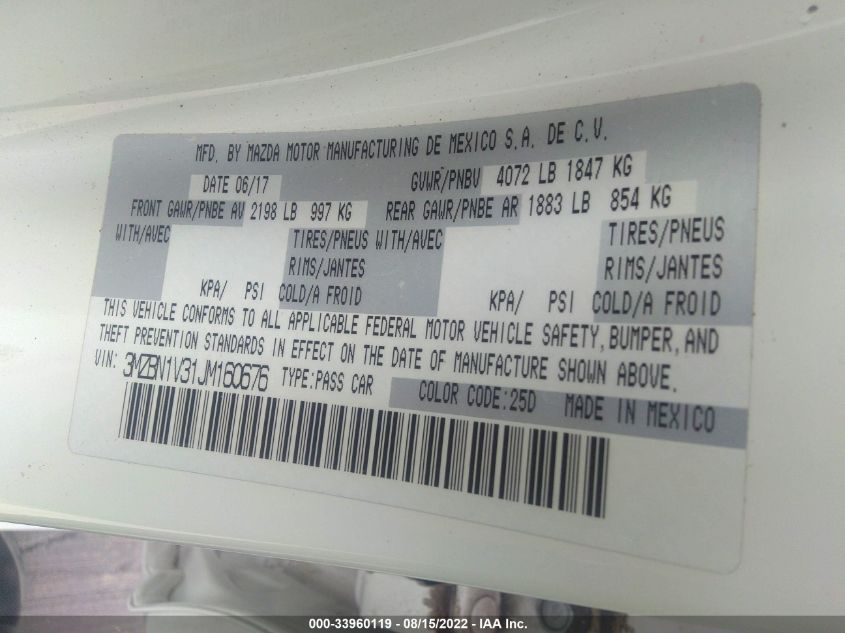 MFD. BY MAZDA MOTOR MANUFACTURING DE MEXICO S.A. DE C.V.
DATE 06/17 GVWR/PNBV 4072 LB 1847 KG
FRONT GAWR/PNBE AV 2198 LB 997 KG REAR GAWR/PNBE AR 1883 LB 854 KG
WITH/AVEC TIRES/PNEUS WITH/AVEC TIRES/PNEUS
RIMS/JANTES RIMS/JANTES
KPA/ PSI COLD/A FROID KPA/ PSI COLD/A FROID
THIS VEHICLE CONFORMS TO ALL APPLICABLE FEDERAL MOTOR VEHICLE SAFETY, BUMPER, AND
THEFT PREVENTION STANDARDS IN EFFECT ON THE DATE OF MANUFACTURE SHOWN ABOVE.
VIN: 3MZBN1V31JM160676 TYPE:PASS CAR COLOR CODE:25D MADE IN MEXICO
000-33960119 - 08/15/2022 - IAA Inc.